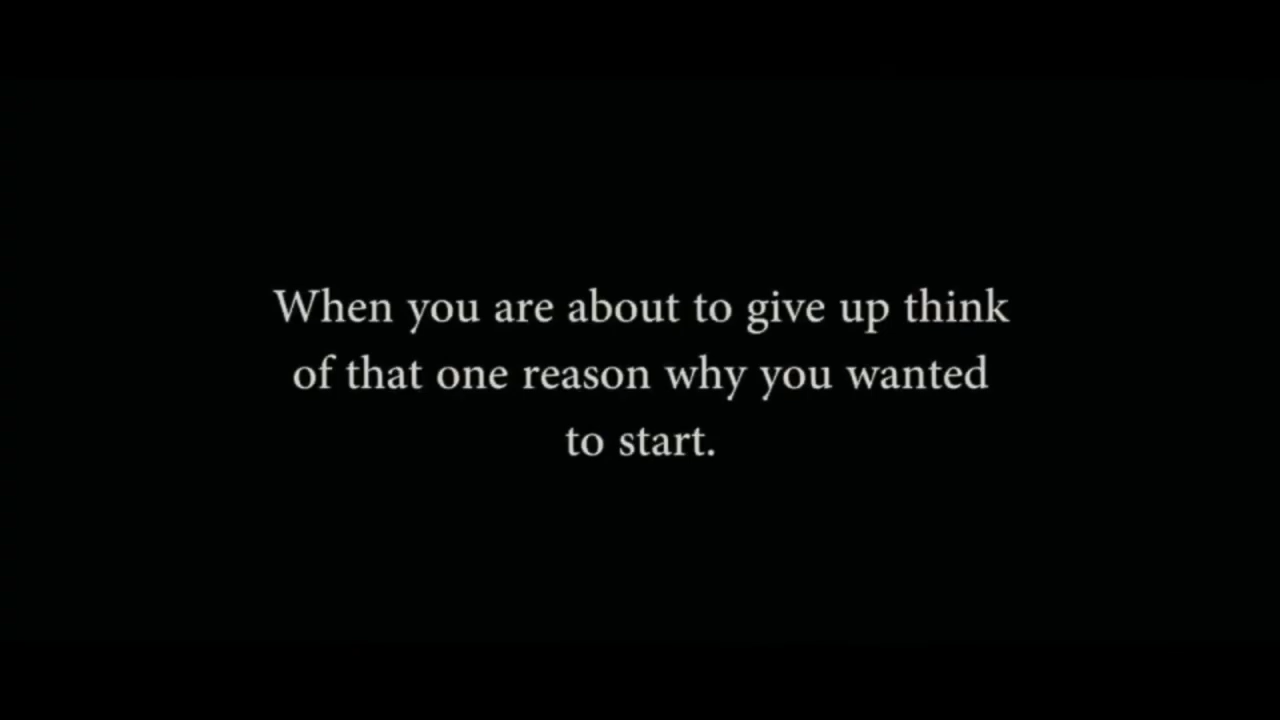 When you are about to give up think
of that one reason why you wanted
to start.